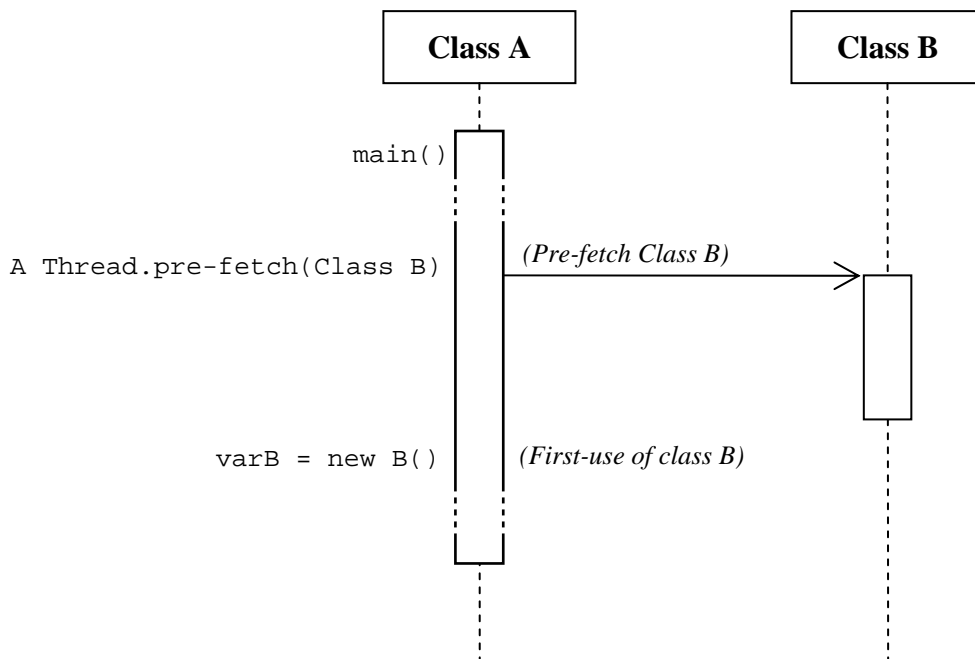 Class A
Class B
main()
A Thread.pre-fetch(Class B)
(Pre-fetch Class B)
varB = new B()
(First-use of class B)